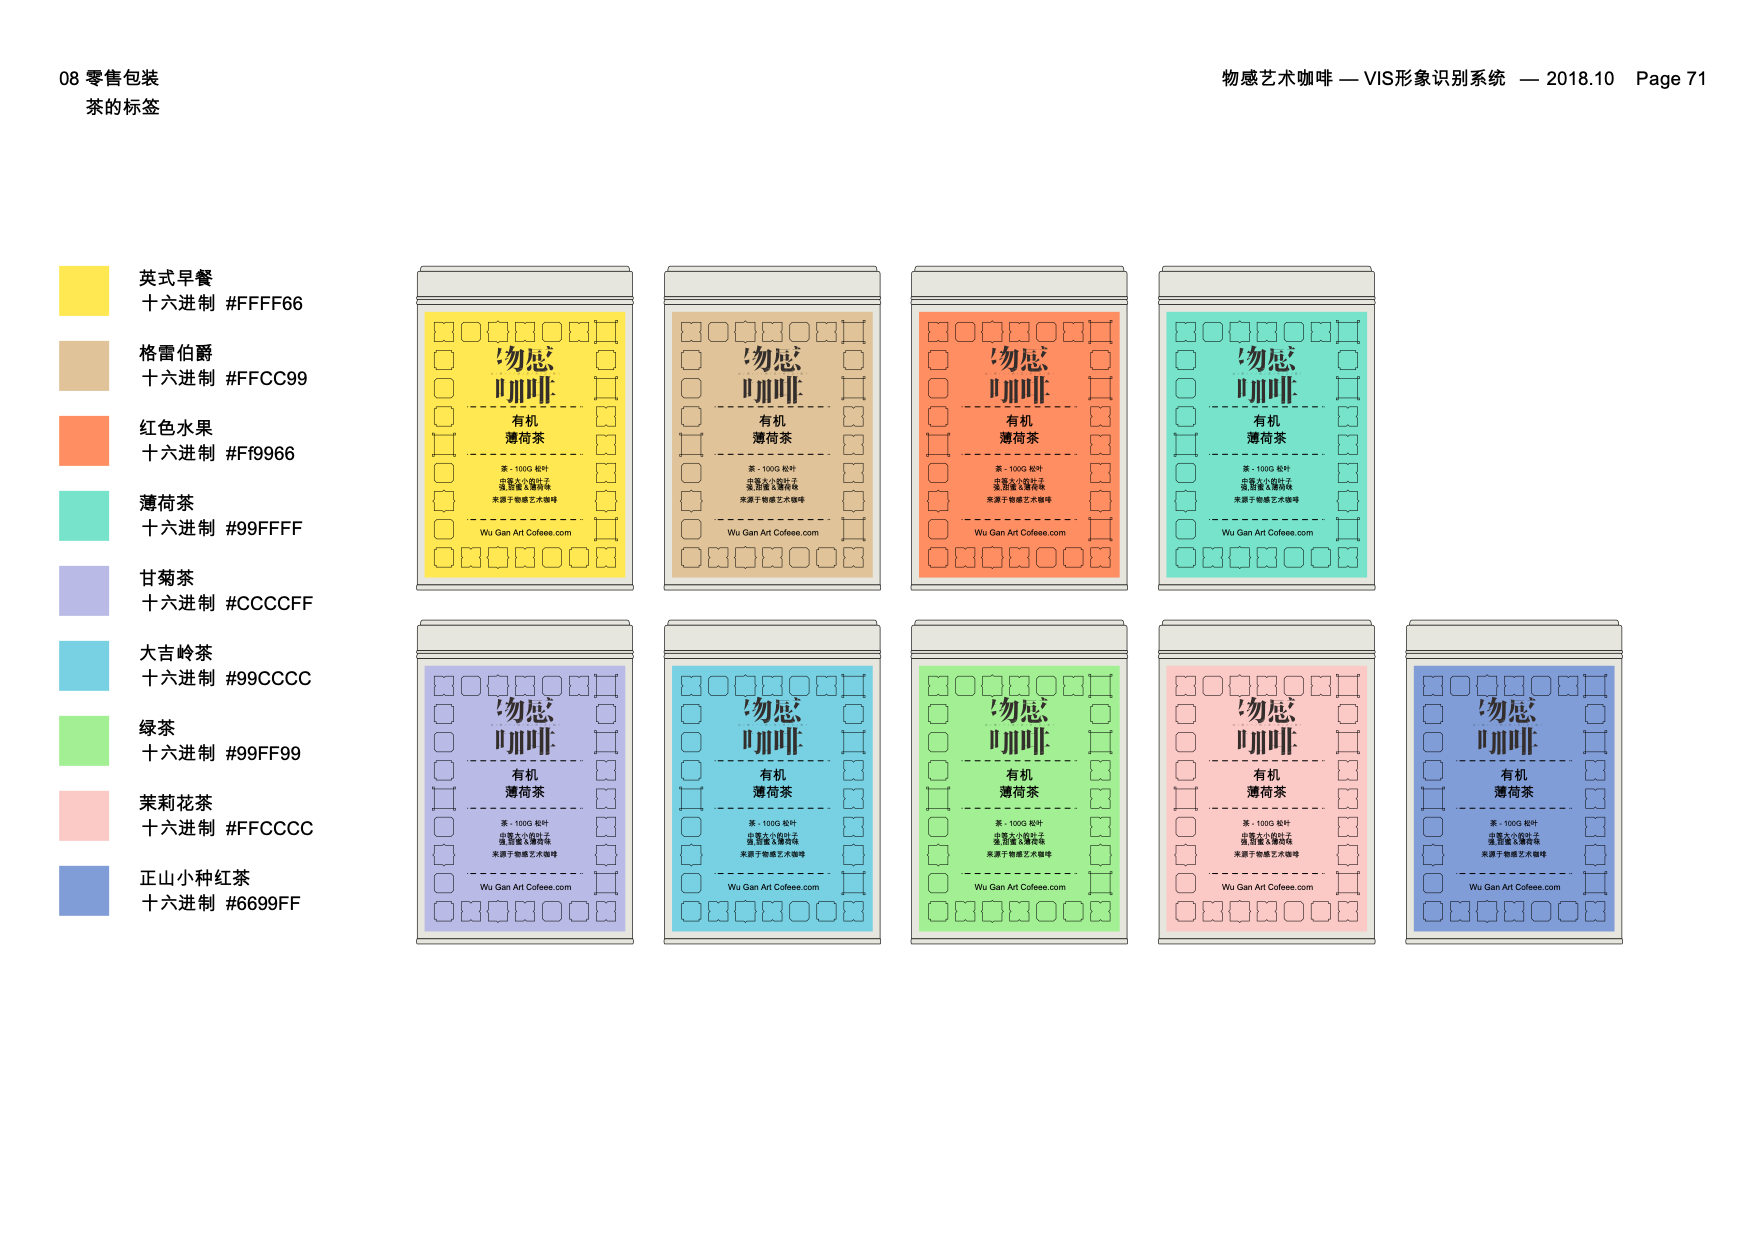 08 零售包装
茶的标签
物感艺术咖啡 — VIS形象识别系统 — 2018.10 Page 71
英式早餐
十六进制 #FFFF66
格雷伯爵
十六进制 #FFCC99
红色水果
十六进制 #Ff9966
薄荷茶
十六进制 #99FFFF
甘菊茶
十六进制 #CCCCFF
大吉岭茶
十六进制 #99CCCC
绿茶
十六进制 #99FF99
茉莉花茶
十六进制 #FFCCCC
正山小种红茶
十六进制 #6699FF
物感
咖啡
有机
薄荷茶
茶 - 100G 松叶
中等大小的叶子
强,甜蜜&薄荷味
来源于物感艺术咖啡
Wu Gan Art Cofeee.com
物感
咖啡
有机
薄荷茶
茶 - 100G 松叶
中等大小的叶子
强,甜蜜&薄荷味
来源于物感艺术咖啡
Wu Gan Art Cofeee.com
物感
咖啡
有机
薄荷茶
茶 - 100G 松叶
中等大小的叶子
强,甜蜜&薄荷味
来源于物感艺术咖啡
Wu Gan Art Cofeee.com
物感
咖啡
有机
薄荷茶
茶 - 100G 松叶
中等大小的叶子
强,甜蜜&薄荷味
来源于物感艺术咖啡
Wu Gan Art Cofeee.com
物感
咖啡
有机
薄荷茶
茶 - 100G 松叶
中等大小的叶子
强,甜蜜&薄荷味
来源于物感艺术咖啡
Wu Gan Art Cofeee.com
物感
咖啡
有机
薄荷茶
茶 - 100G 松叶
中等大小的叶子
强,甜蜜&薄荷味
来源于物感艺术咖啡
Wu Gan Art Cofeee.com
物感
咖啡
有机
薄荷茶
茶 - 100G 松叶
中等大小的叶子
强,甜蜜&薄荷味
来源于物感艺术咖啡
Wu Gan Art Cofeee.com
物感
咖啡
有机
薄荷茶
茶 - 100G 松叶
中等大小的叶子
强,甜蜜&薄荷味
来源于物感艺术咖啡
Wu Gan Art Cofeee.com
物感
咖啡
有机
薄荷茶
茶 - 100G 松叶
中等大小的叶子
强,甜蜜&薄荷味
来源于物感艺术咖啡
Wu Gan Art Cofeee.com